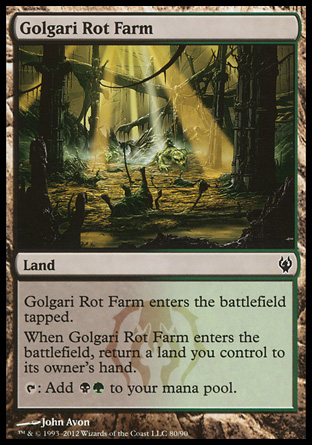 Golgari Rot Farm
Land
Golgari Rot Farm enters the battlefield
tapped.
When Golgari Rot Farm enters the
battlefield, return a land you control to
its owner's hand.
: Add to your mana pool.
John Avon
™ & © 1993–2012 Wizards of the Coast LLC 80/90